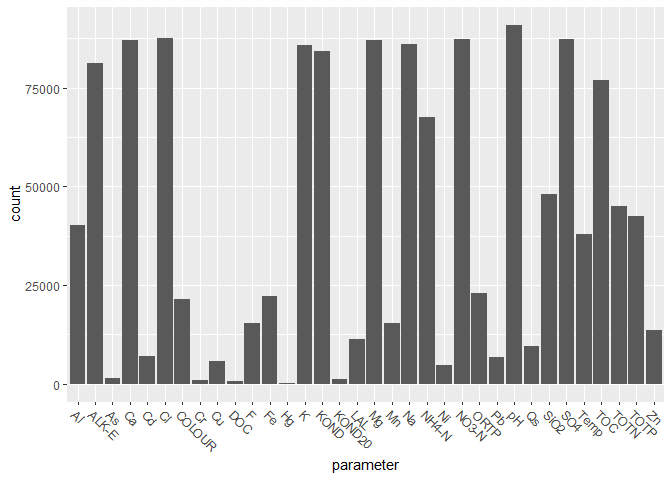 75000
50000
25000
0
count
Al
ALK-E
As
Ca
Cd
Cl
COLOUR
Cr
Cu
DOC
F
Fe
Hg
K
KOND
KOND20
LAL
Mg
Mn
Na
NH4-N
Ni
NO3-N
ORTP
Pb
pH
Qs
SiO2
SO4
Temp
TOC
TOTN
TOTP
Zn
parameter